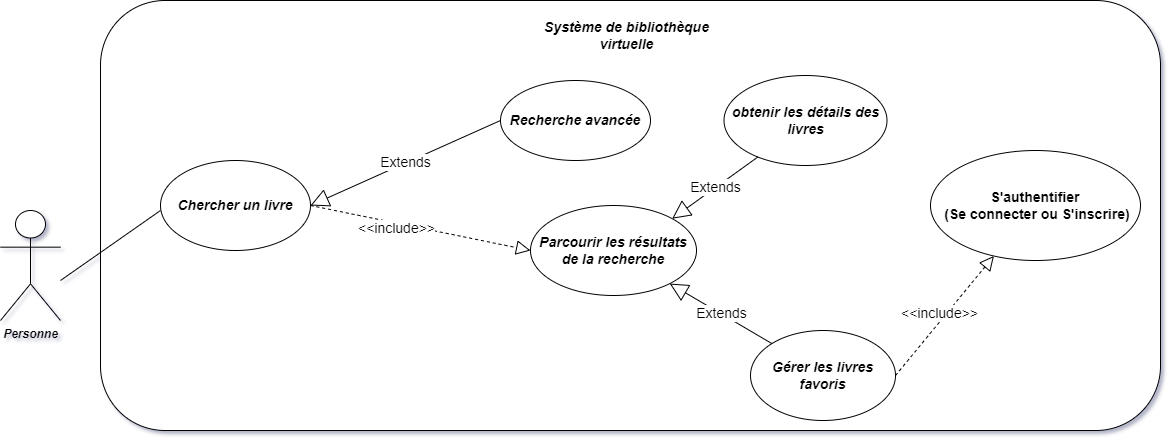 Système de bibliothèque
virtuelle
Recherche avancée
obtenir les détails des
livres
Extends
Extends
Chercher un livre
S'authentifier
(Se connecter ou S'inscrire)
<<include>>
Parcourir les résultats
de la recherche
Extends
<<include>>
Personne
Gérer les livres
favoris